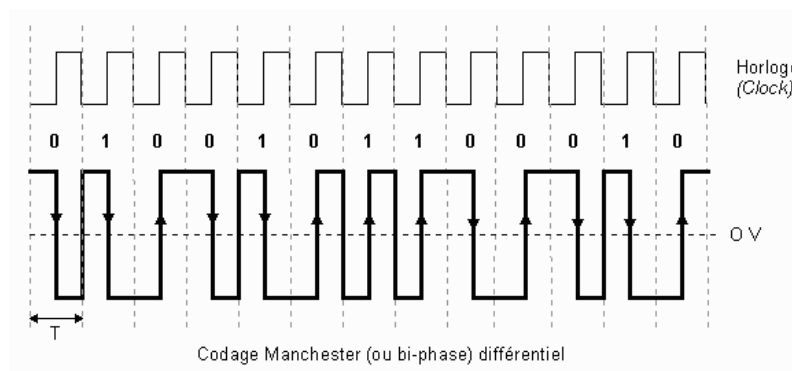 Horloge
(Clock)
0 1 0 0 1 0 1 1 0 0 0 1 0
0 V
T
Codage Manchester (ou bi-phase) différentiel